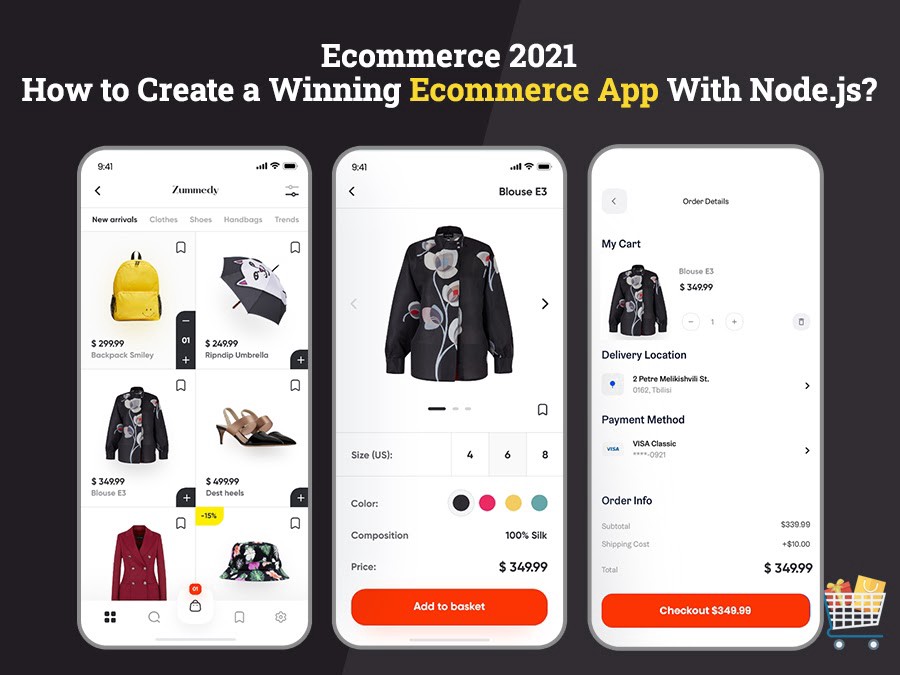 Ecommerce 2021
How to Create a Winning Ecommerce App With Node.js?
9:41
Zummedy
New arrivals Clothes Shoes Handbags Trends
$ 299.99
Backpack Smiley
01
$ 249.99
Ripndip Umbrella
$ 349.99
Blouse E3
$ 499.99
Dest heels
-15%
01
9:41
Blouse E3
Size (US): 4 6 8
Color:
Composition 100% Silk
Price: $ 349.99
Add to basket
Order Details
My Cart
Blouse E3
$ 349.99
1
Delivery Location
2 Petre Melikishvili St.
0162, Tbilisi
Payment Method
VISA VISA Classic
****-0921
Order Info
Subtotal $339.99
Shipping Cost +$10.00
Total $ 349.99
Checkout $349.99